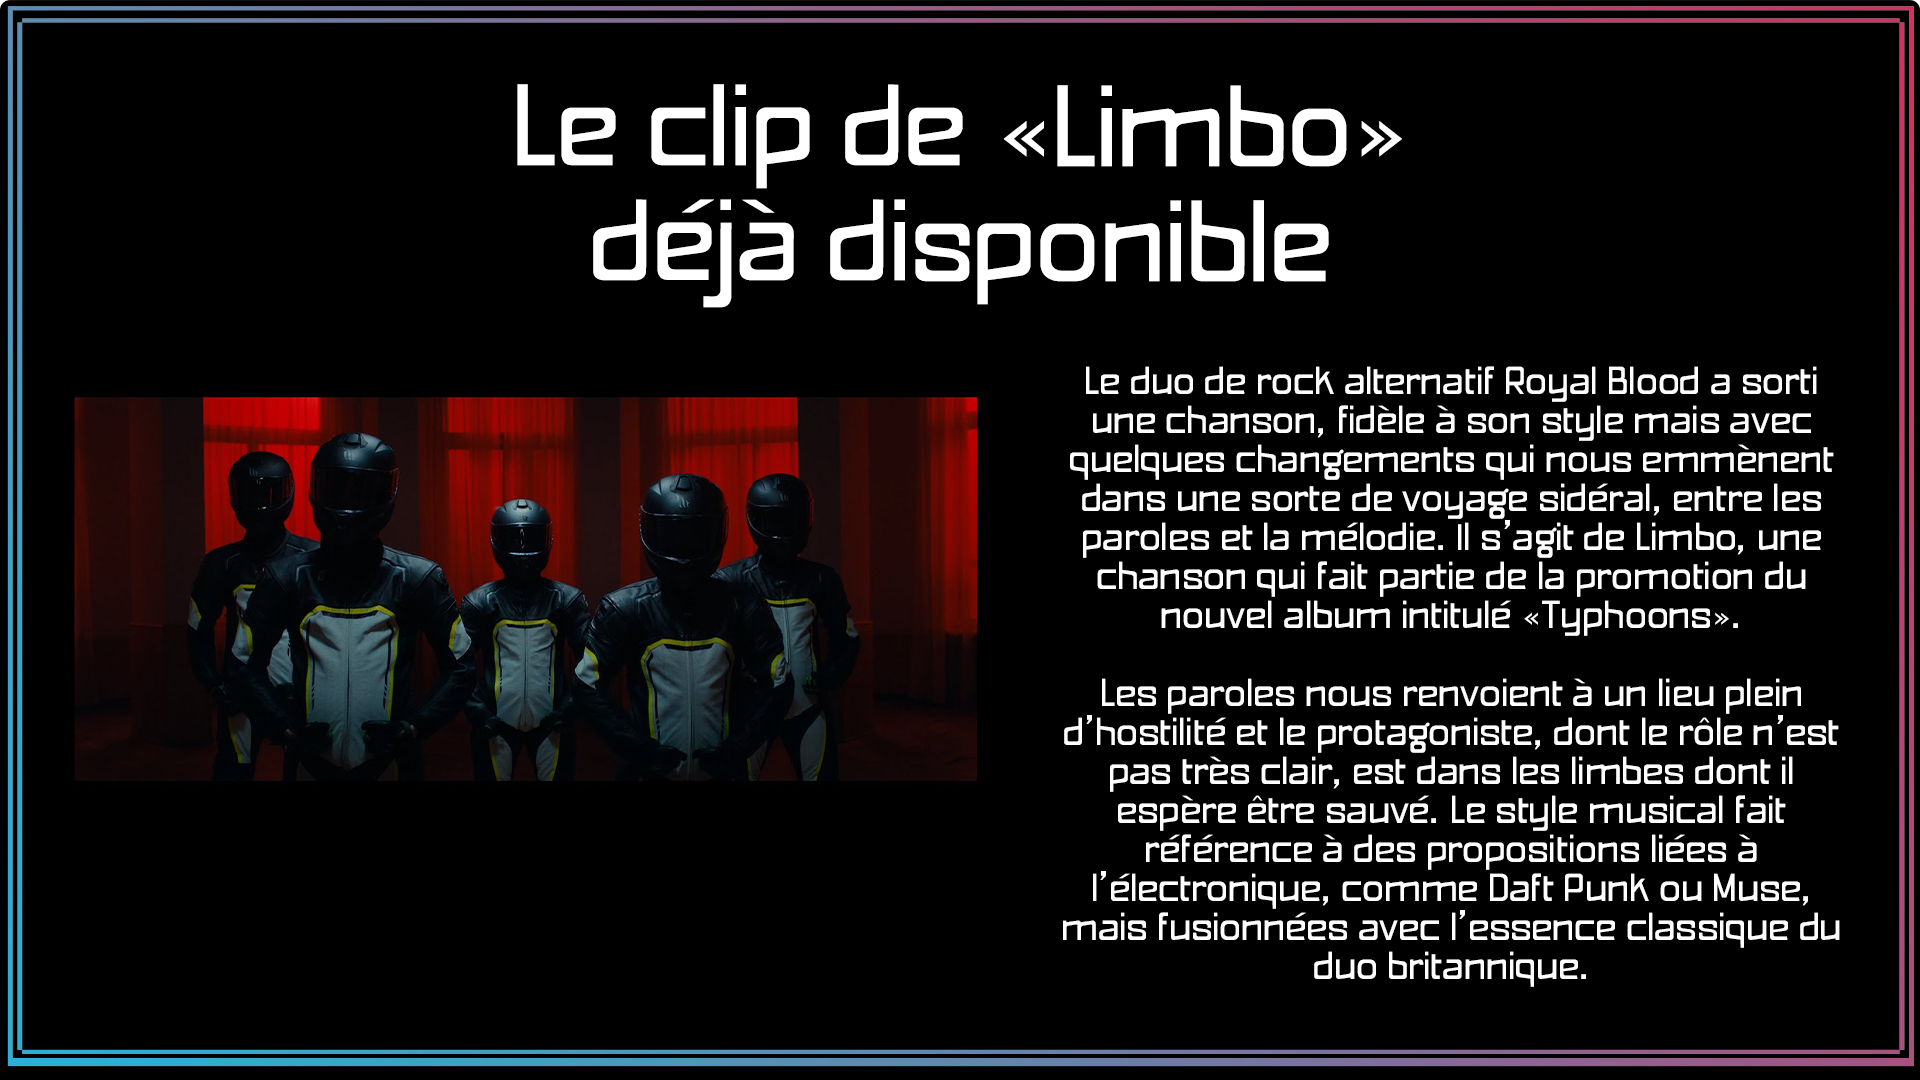 Le clip de «Limbo»
déjà disponible
Le duo de rock alternatif Royal Blood a sorti
une chanson, fidèle à son style mais avec
quelques changements qui nous emmènent
dans une sorte de voyage sidéral, entre les
paroles et la mélodie. Il s’agit de Limbo, une
chanson qui fait partie de la promotion du
nouvel album intitulé «Typhoons».
Les paroles nous renvoient à un lieu plein
d’hostilité et le protagoniste, dont le rôle n’est
pas très clair, est dans les limbes dont il
espère être sauvé. Le style musical fait
référence à des propositions liées à
l’électronique, comme Daft Punk ou Muse,
mais fusionnées avec l’essence classique du
duo britannique.